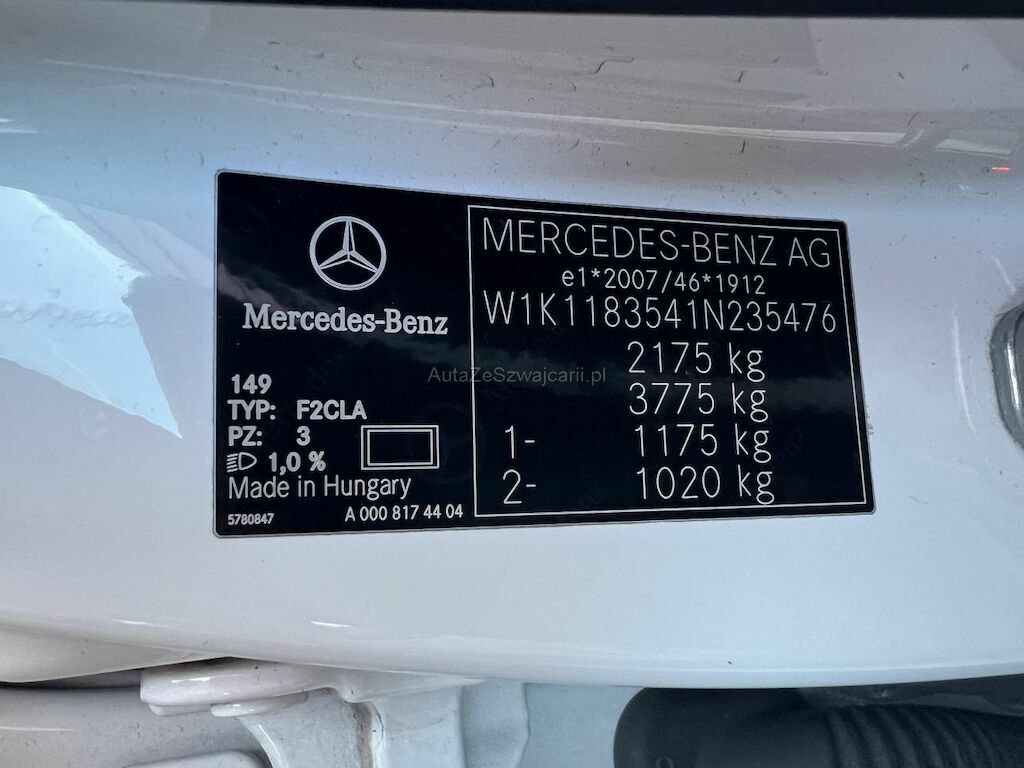 Mercedes-Benz
149
TYP: F2CLA
PZ: 3
1,0 %
Made in Hungary
5780847 A 000 817 44 04
MERCEDES-BENZ AG
e1*2007/46*1912
W1K1183541N235476
2175 kg
3775 kg
1- 1175 kg
2- 1020 kg
AutaZeSzwajcarii.pl